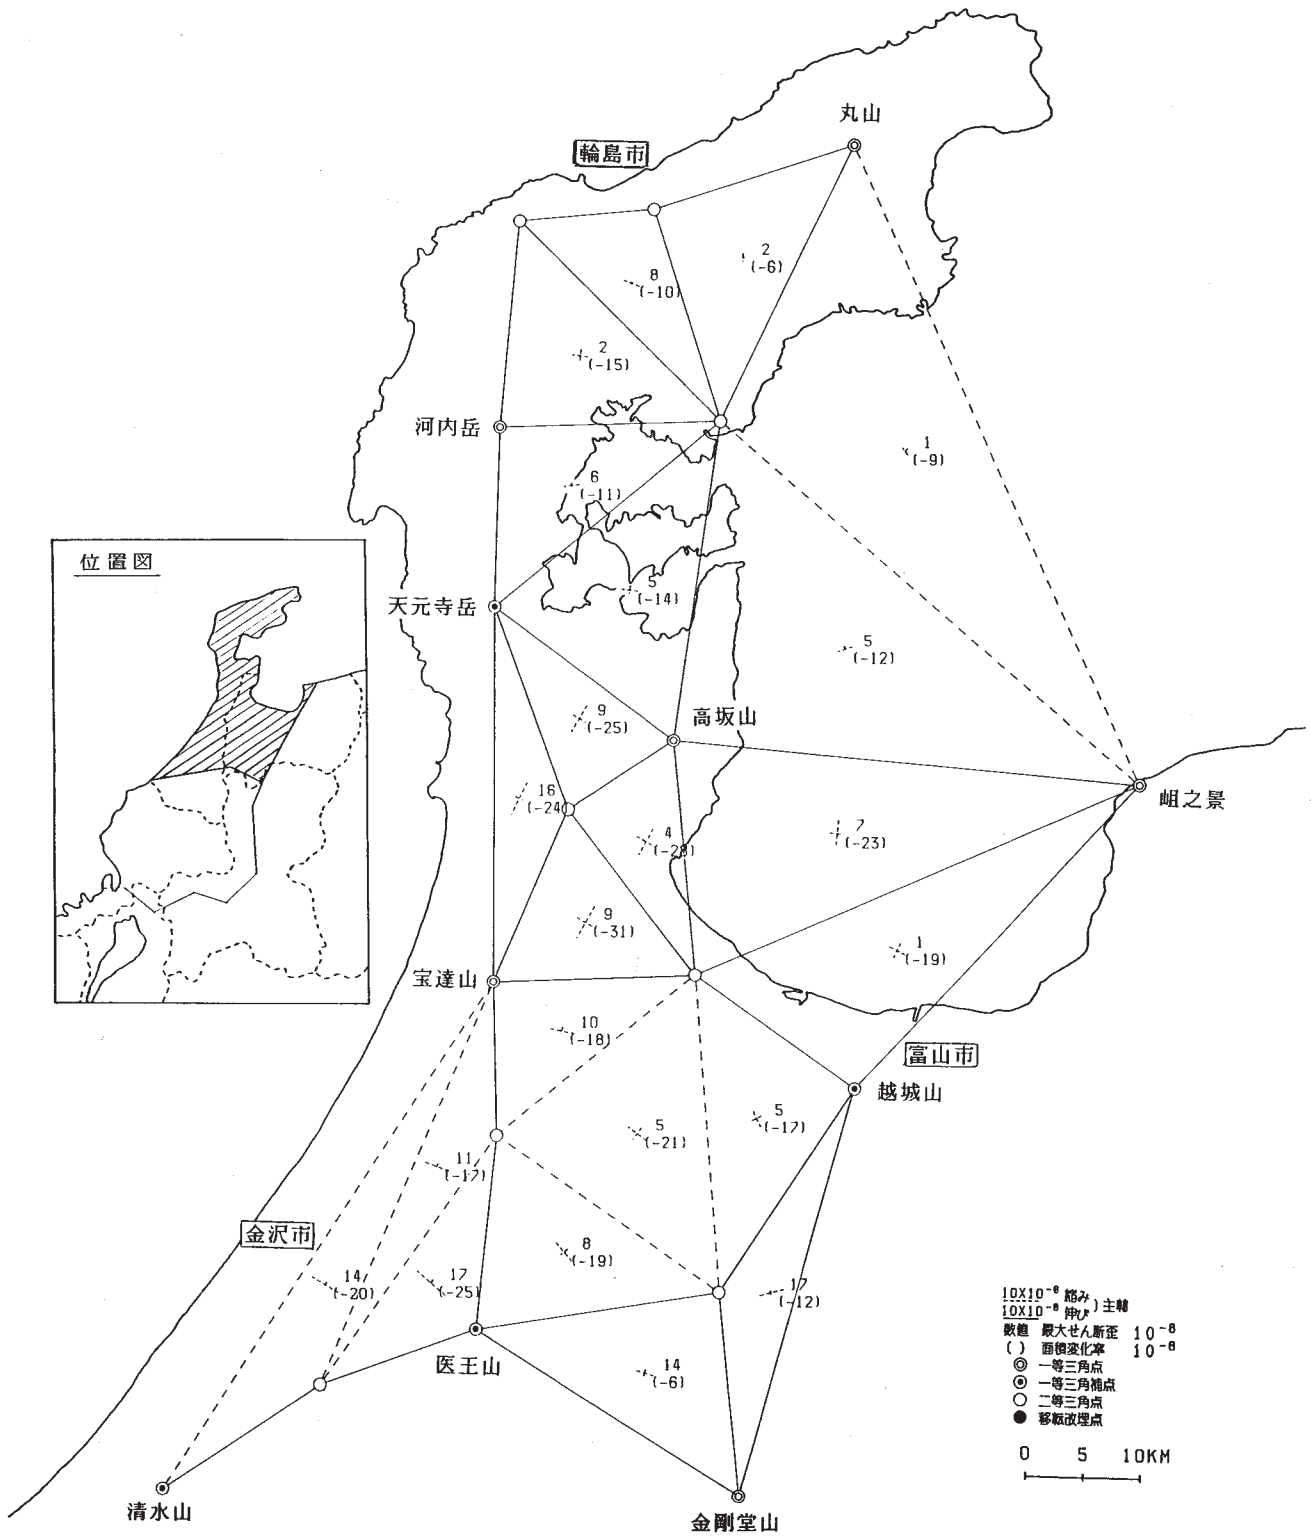 丸山
輪島市
2
(-6)
8
(-10)
2
(-15)
河内岳
1
(-9)
6
(-11)
位置図
天元寺岳
5
(-14)
5
(-12)
9
(-25)
高坂山
16
(-24
岨之景
4
(-28)
7
(-23)
9
(-31)
1
(-19)
宝達山
10
(-18)
富山市
越城山
5
(-21)
5
(-17)
11
(-17)
金沢市
14
(-20)
17
(-25)
8
(-19)
17
(-12)
医王山
14
(-6)
清水山
金剛堂山
10X10⁻⁶ 縮み
10X10⁻⁶ 伸び
)主軸
数値 最大せん断歪 10⁻⁶
( ) 面積変化率 10⁻⁶
◎ 一等三角点
一等三角補点
○ 二等三角点
● 移転改埋点
0 5 10KM